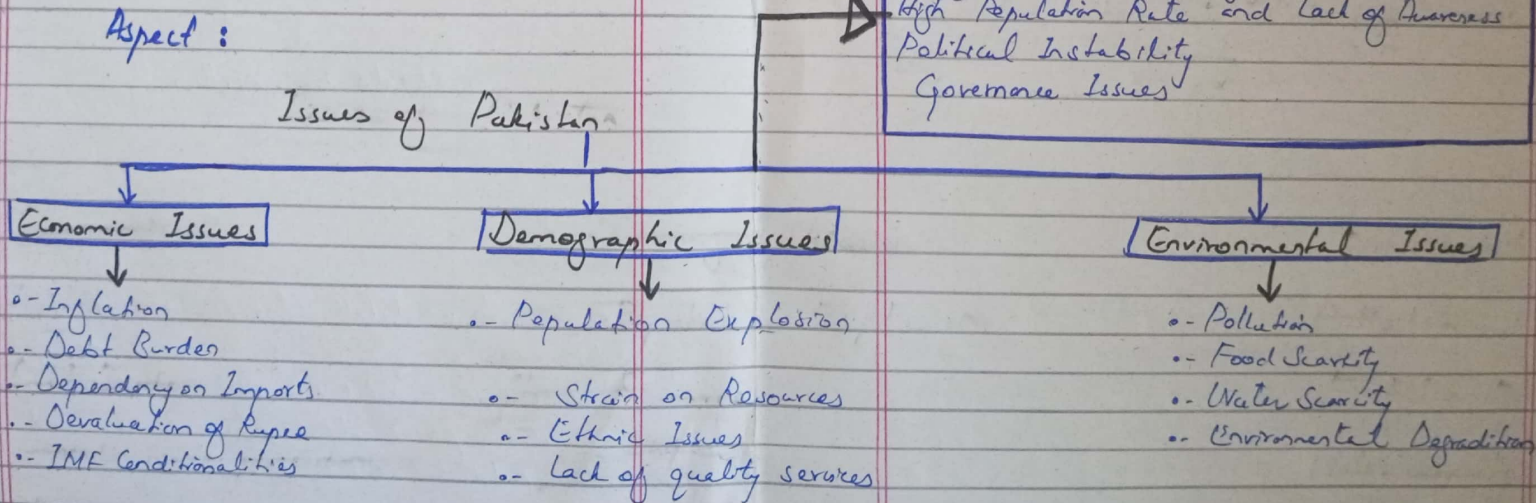 High Population Rate and Lack of Awareness
Aspect :
Political Instability
Governance Issues
Issues of Pakistan
Economic Issues
Demographic Issues
Environmental Issues
- Inflation
- Debt Burden
- Dependency on Imports
- Devaluation of Rupee
- IMF Conditionalities
- Population Explosion
- Strain on Resources
- Ethnic Issues
- Lack of quality services
- Pollution
- Food Scarcity
- Water Scarcity
- Environmental Degradition